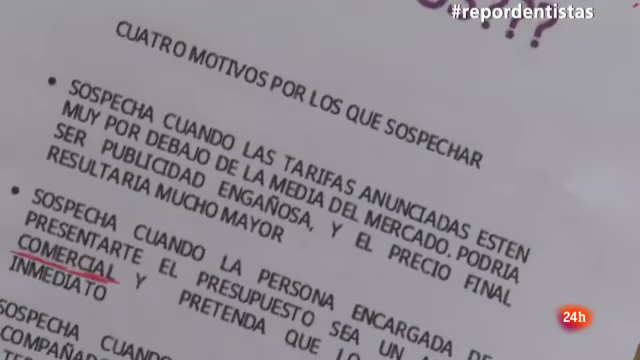 #repordentistas
CUATRO MOTIVOS POR LOS QUE SOSPECHAR
• SOSPECHA CUANDO LAS TARIFAS ANUNCIADAS ESTEN
MUY POR DEBAJO DE LA MEDIA DEL MERCADO. PODRIA
SER PUBLICIDAD ENGAÑOSA, Y EL PRECIO FINAL
RESULTARIA MUCHO MAYOR
• SOSPECHA CUANDO LA PERSONA ENCARGADA DE
PRESENTARTE EL PRESUPUESTO SEA UN
COMERCIAL Y PRETENDA QUE LO
INMEDIATO
SOSPECHA CUANDO
24h